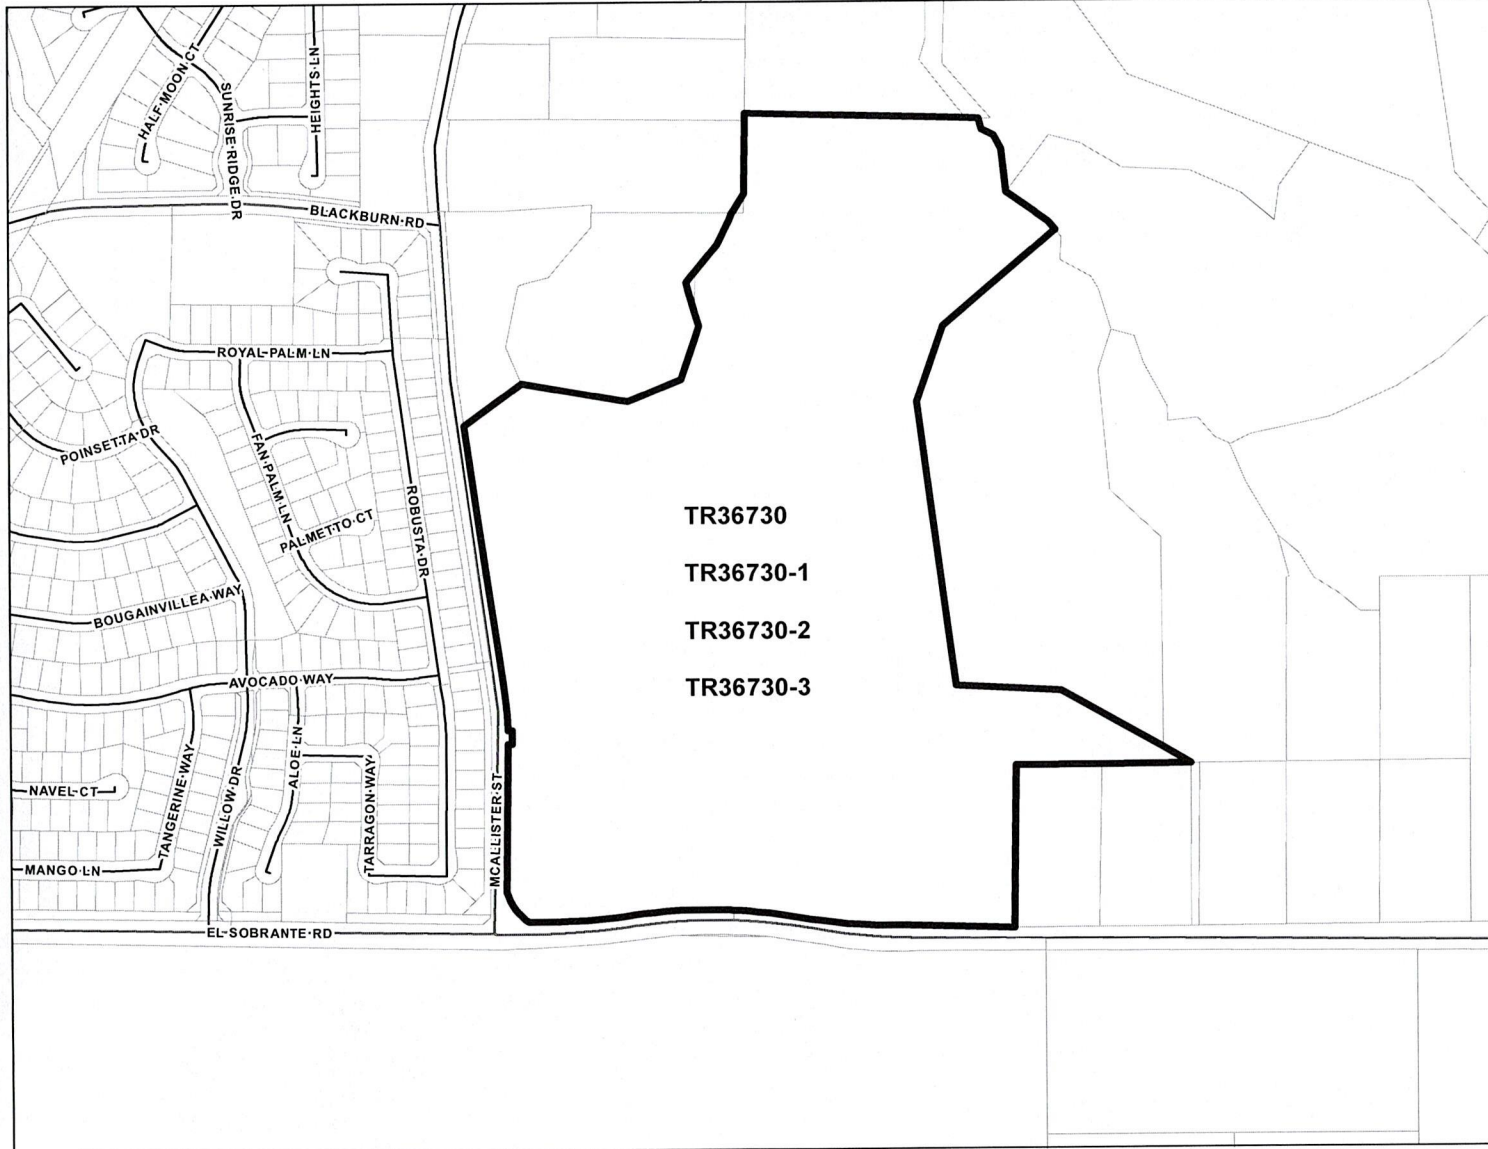 HALF MOON CT
SUNRISE RIDGE DR
HEIGHTS LN
BLACKBURN RD
ROYAL PALM LN
POINSETTA DR
FAN PALM LN
PALMETTO CT
ROBUSTA DR
BOUGAINVILLEA WAY
AVOCADO WAY
ALOE LN
TANGERINE WAY
WILLOW DR
TARRAGON WAY
NAVEL CT
MANGO LN
MCALLISTER ST
EL SOBRANTE RD
TR36730
TR36730-1
TR36730-2
TR36730-3